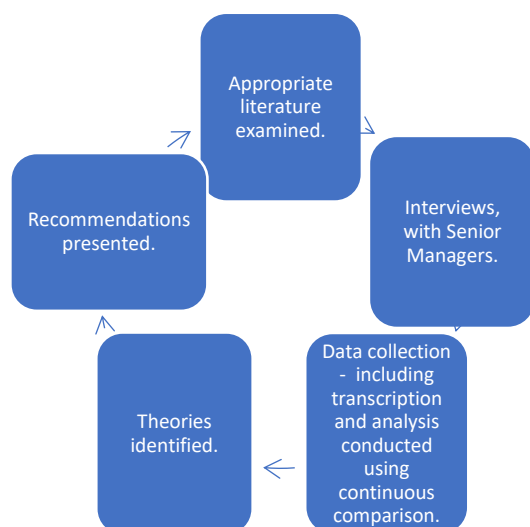 Appropriate
literature
examined.
Interviews,
with Senior
Managers.
Data collection
- including
transcription
and analysis
conducted
using
continuous
comparison.
Theories
identified.
Recommendations
presented.